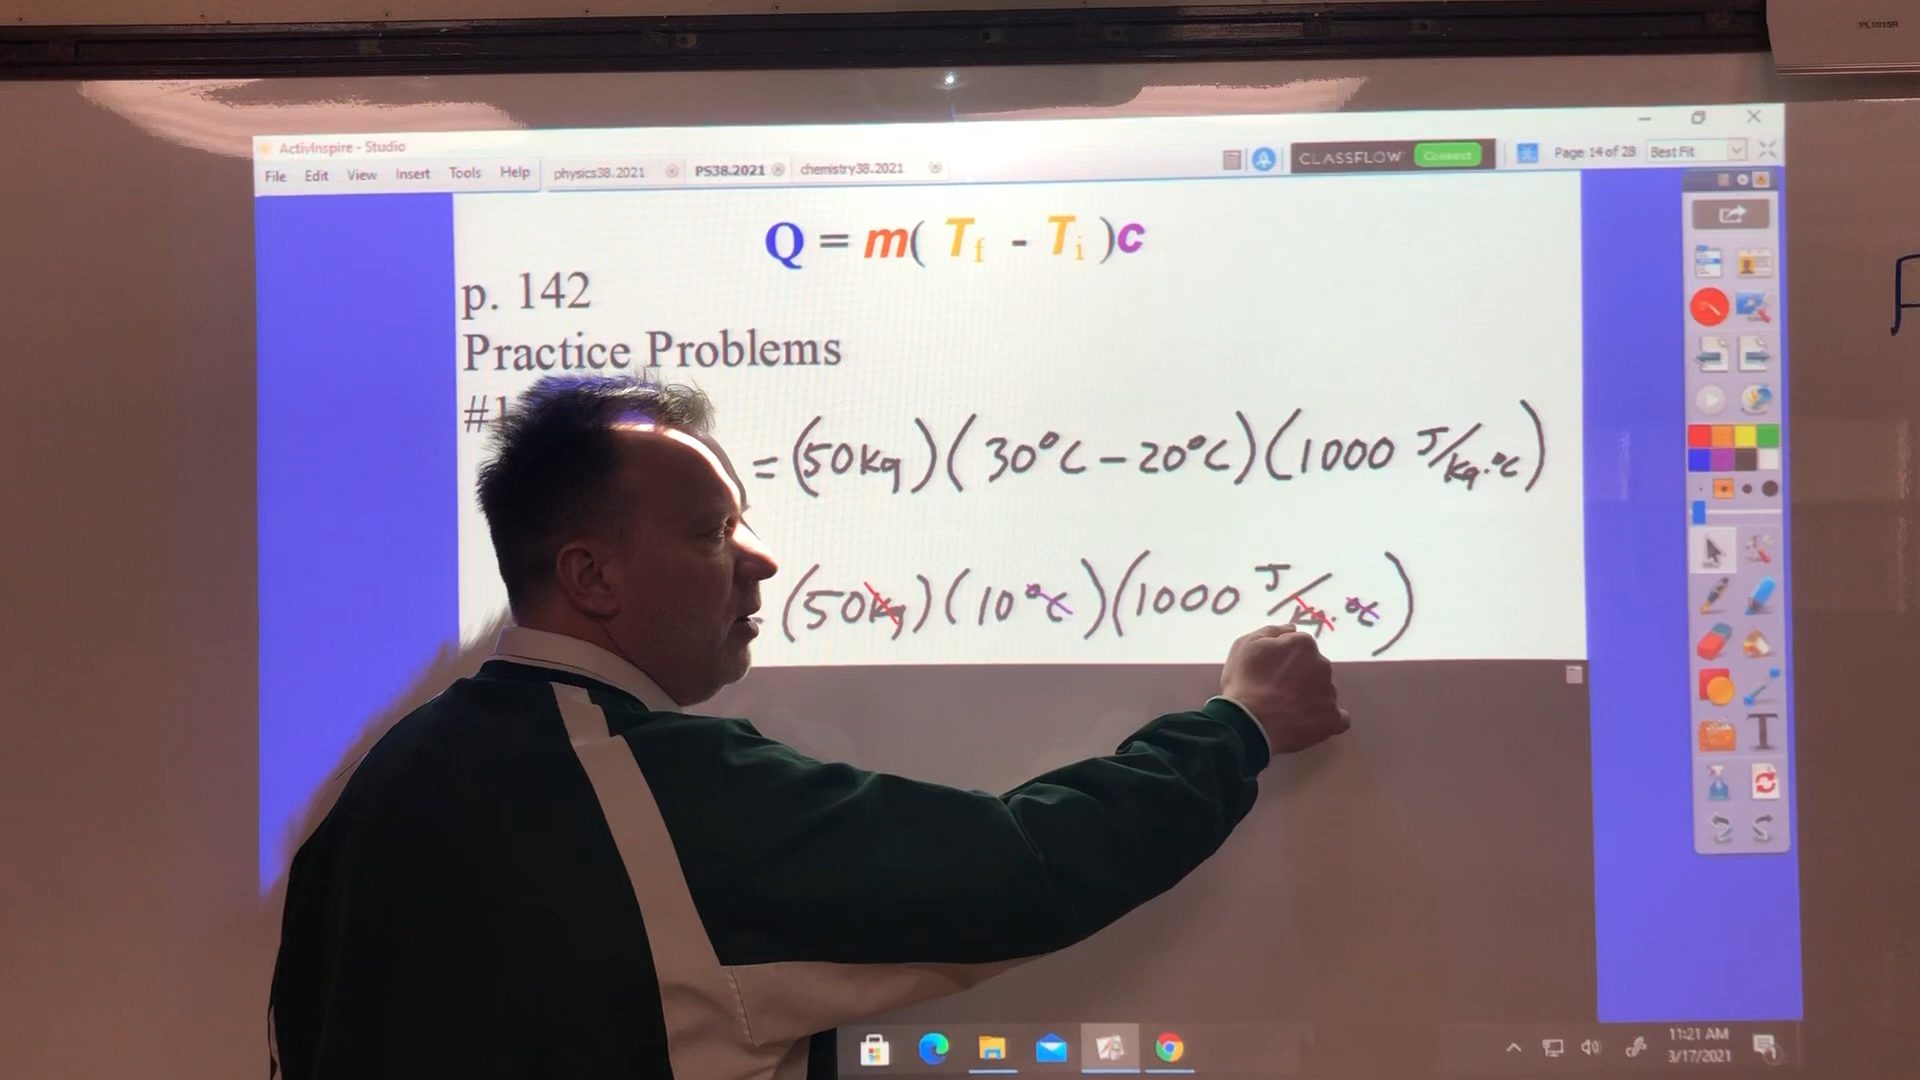 PL1915R
ActivInspire - Studio
CLASSFLOW Connect Page 14 of 28 Best Fit
File Edit View Insert Tools Help physics38.2021 PS38.2021 chemistry38.2021
Q = m( Tf - Ti )c
p. 142
Practice Problems
#1
= (50kg)(30°C - 20°C)(1000 J/kg·°C)
(50kg)(10°C)(1000 J/kg·°C)
T
11:21 AM
3/17/2021